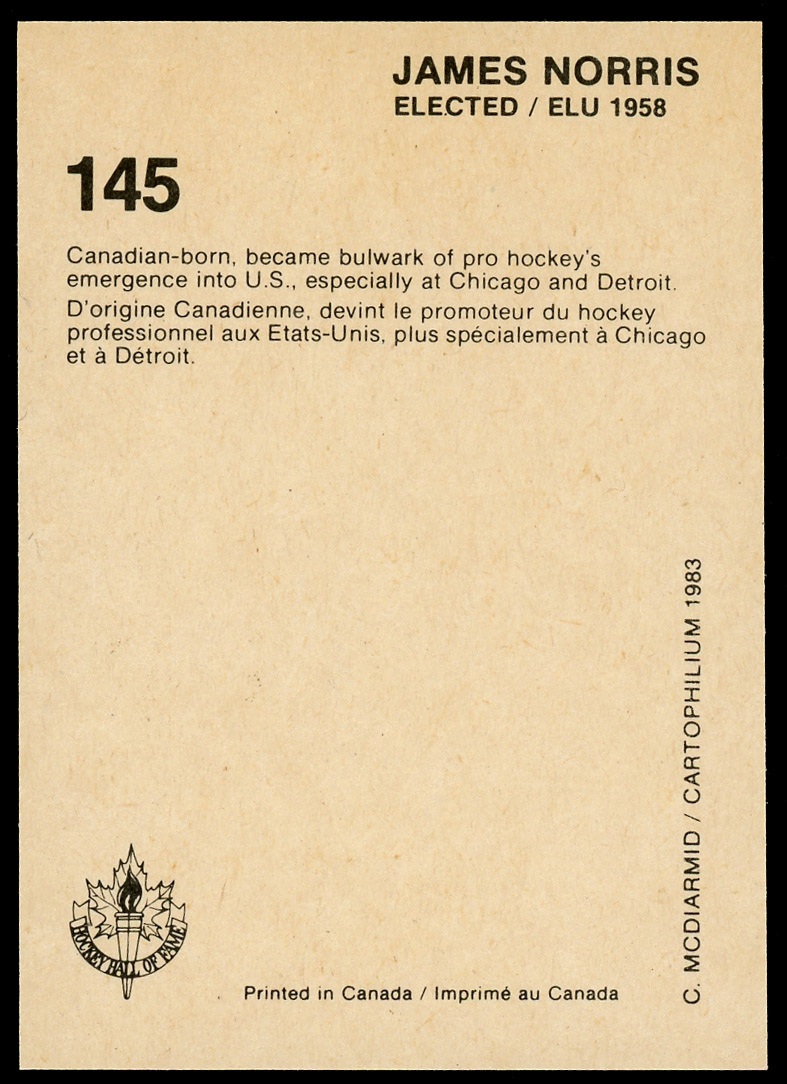 JAMES NORRIS
ELECTED / ELU 1958
145
Canadian-born, became bulwark of pro hockey's
emergence into U.S., especially at Chicago and Detroit.
D'origine Canadienne, devint le promoteur du hockey
professionnel aux Etats-Unis, plus spécialement à Chicago
et à Détroit.
C. MCDIARMID / CARTOPHILIUM 1983
HOCKEY HALL OF FAME
Printed in Canada / Imprimé au Canada